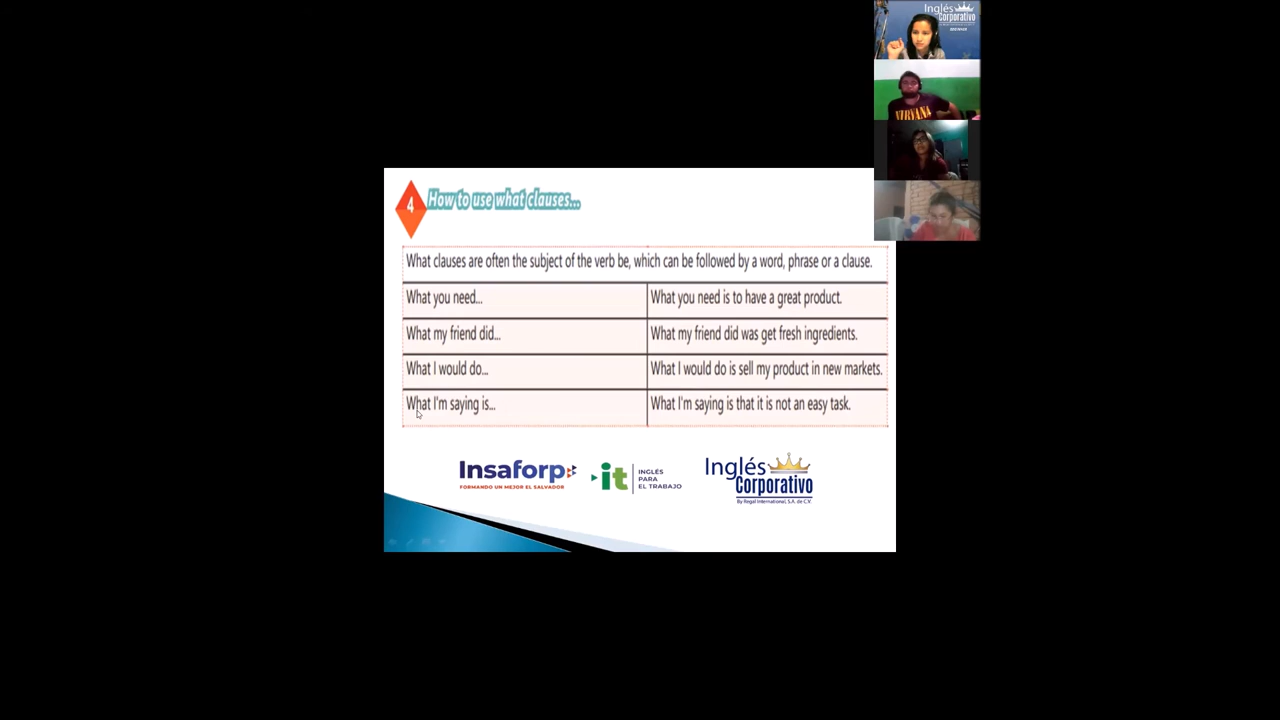 Inglés
Corporativo
NIRVANA
4
How to use what clauses...
What clauses are often the subject of the verb be, which can be followed by a word, phrase or a clause.
What you need...
What you need is to have a great product.
What my friend did...
What my friend did was get fresh ingredients.
What I would do...
What I would do is sell my product in new markets.
What I'm saying is...
What I'm saying is that it is not an easy task.
Insaforp
FORMANDO UN MEJOR EL SALVADOR
it
INGLÉS
PARA
EL TRABAJO
Inglés
Corporativo
By Regal International, S.A. de C.V.